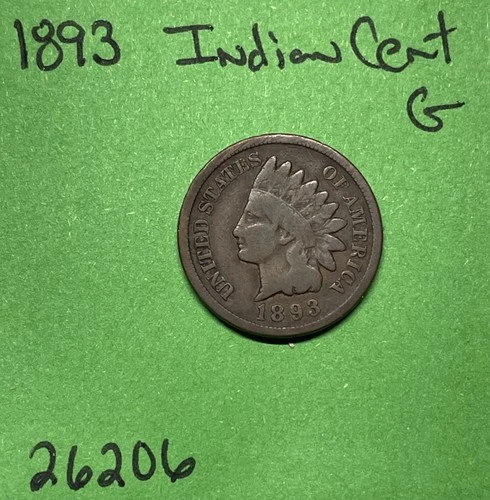 1893 Indian Cent
G
UNITED STATES OF AMERICA
1893
26206